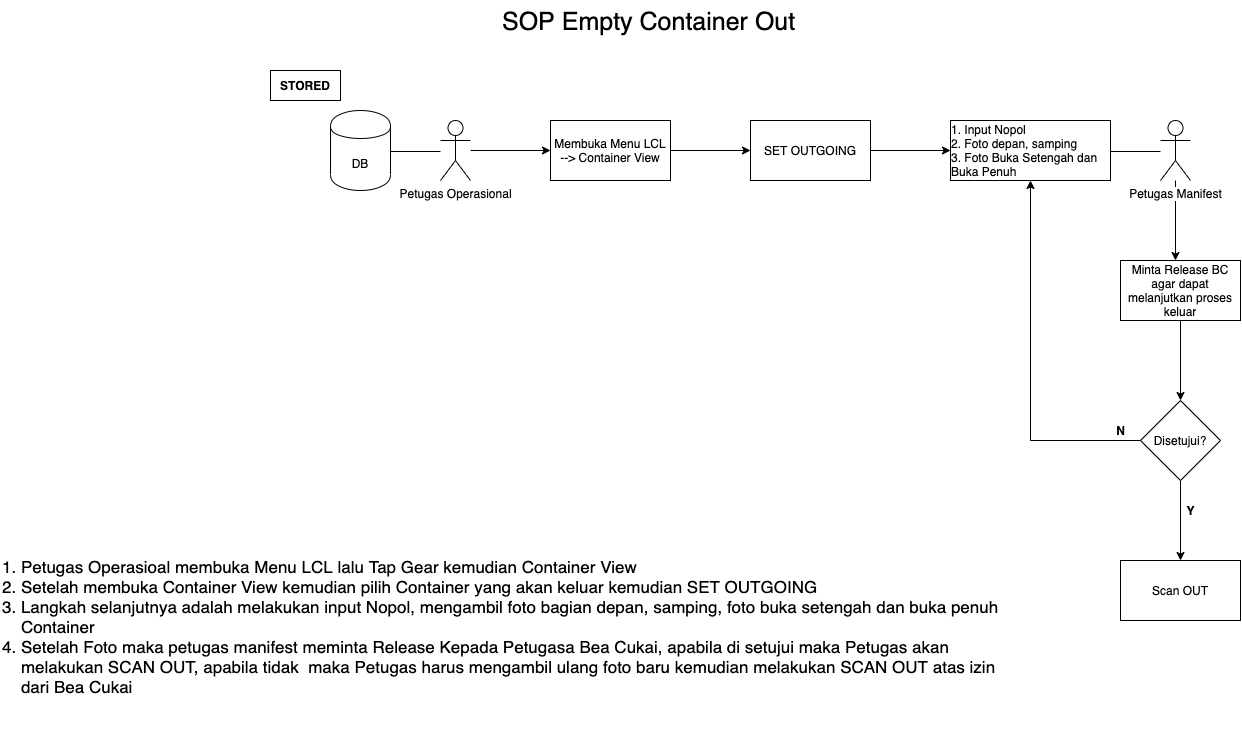 SOP Empty Container Out
STORED
DB
Petugas Operasional
Membuka Menu LCL
--> Container View
SET OUTGOING
1. Input Nopol
2. Foto depan, samping
3. Foto Buka Setengah dan
Buka Penuh
Petugas Manifest
Minta Release BC
agar dapat
melanjutkan proses
keluar
Disetujui?
N
Y
Scan OUT
1. Petugas Operasioal membuka Menu LCL lalu Tap Gear kemudian Container View
2. Setelah membuka Container View kemudian pilih Container yang akan keluar kemudian SET OUTGOING
3. Langkah selanjutnya adalah melakukan input Nopol, mengambil foto bagian depan, samping, foto buka setengah dan buka penuh
Container
4. Setelah Foto maka petugas manifest meminta Release Kepada Petugasa Bea Cukai, apabila di setujui maka Petugas akan
melakukan SCAN OUT, apabila tidak  maka Petugas harus mengambil ulang foto baru kemudian melakukan SCAN OUT atas izin
dari Bea Cukai